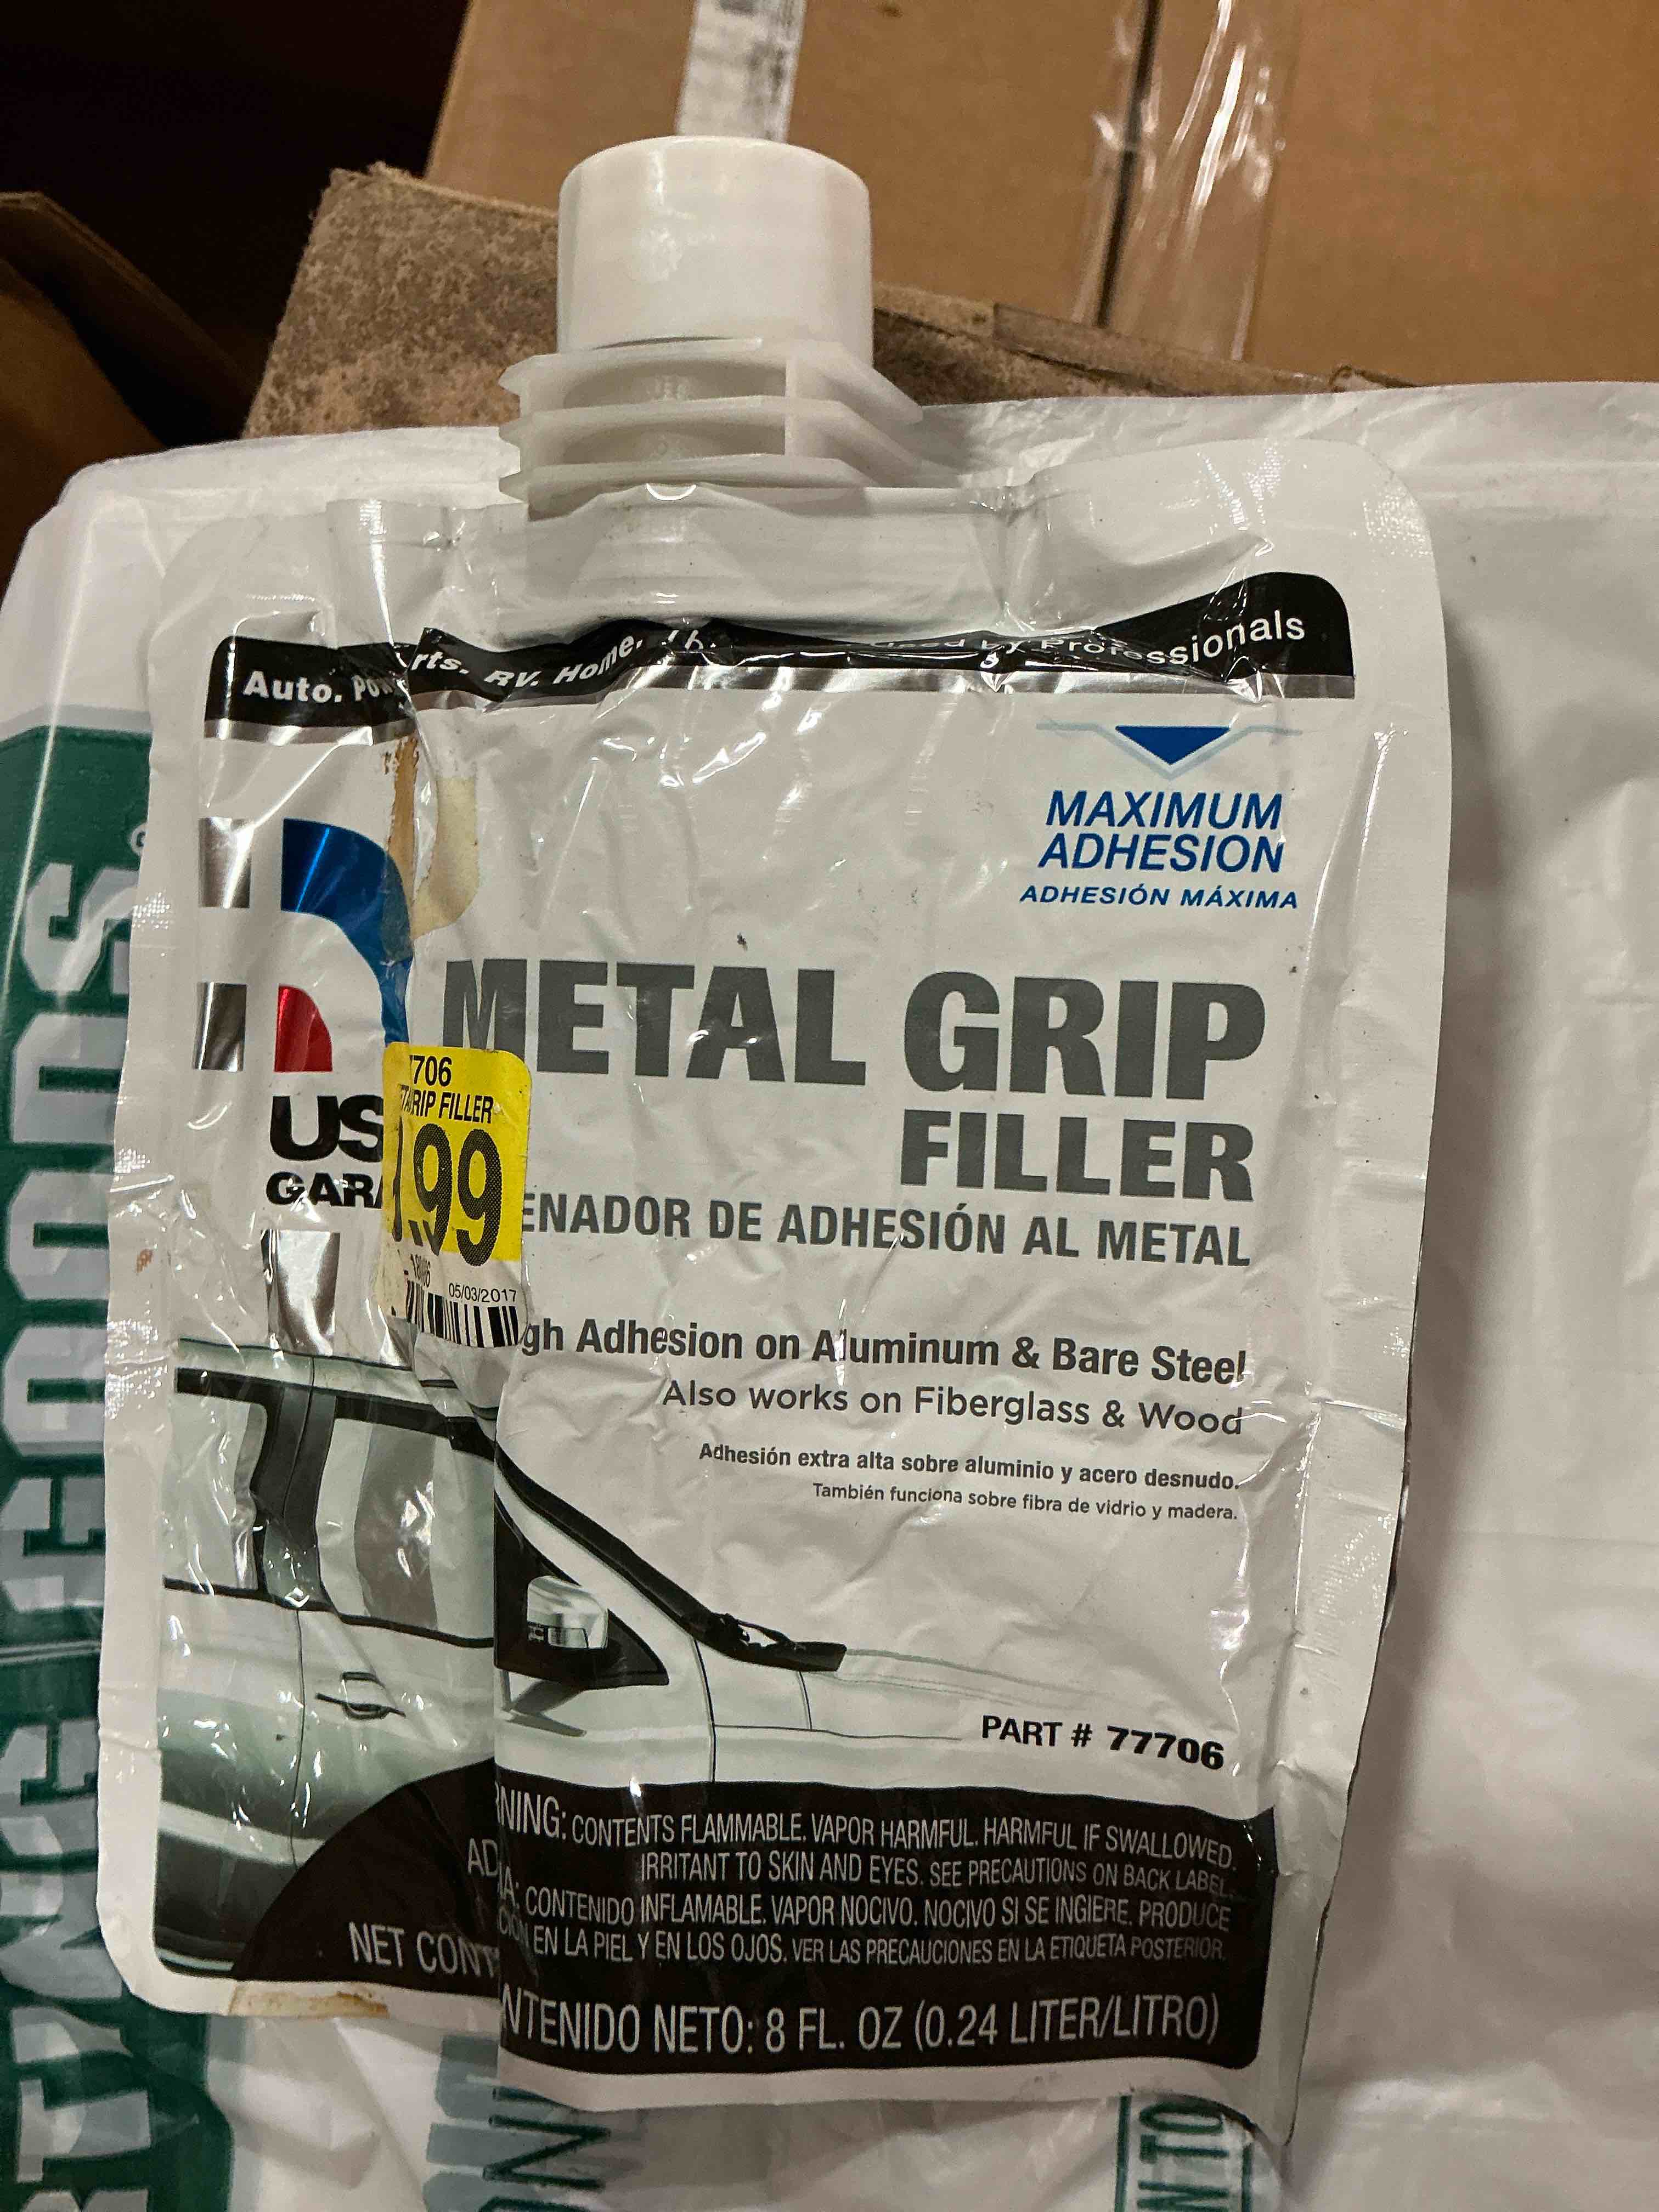 Auto.
RV. Home.
by Professionals
MAXIMUM
ADHESION
ADHESIÓN MÁXIMA
METAL GRIP
FILLER
US
GAR
706
RIP FILLER
.99
05/03/2017
ENADOR DE ADHESIÓN AL METAL
gh Adhesion on Aluminum & Bare Steel
Also works on Fiberglass & Wood
Adhesión extra alta sobre aluminio y acero desnudo.
También funciona sobre fibra de vidrio y madera.
PART # 77706
NING: CONTENTS FLAMMABLE. VAPOR HARMFUL. HARMFUL IF SWALLOWED.
IRRITANT TO SKIN AND EYES. SEE PRECAUTIONS ON BACK LABEL.
AD A: CONTENIDO INFLAMABLE. VAPOR NOCIVO. NOCIVO SI SE INGIERE. PRODUCE
CIÓN EN LA PIEL Y EN LOS OJOS. VER LAS PRECAUCIONES EN LA ETIQUETA POSTERIOR.
NET CONT
NTENIDO NETO: 8 FL. OZ (0.24 LITER/LITRO)